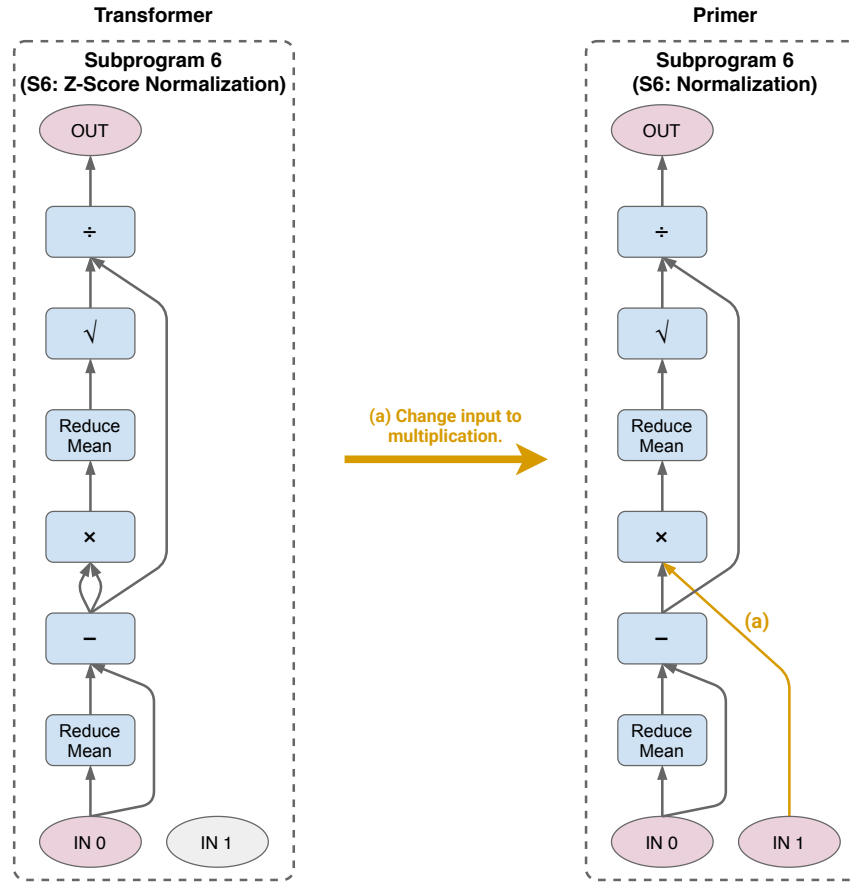 Transformer
Subprogram 6
(S6: Z-Score Normalization)
OUT
÷
√
Reduce
Mean
×
−
Reduce
Mean
IN 0
IN 1
(a) Change input to
multiplication.
Primer
Subprogram 6
(S6: Normalization)
OUT
÷
√
Reduce
Mean
×
(a)
−
Reduce
Mean
IN 0
IN 1